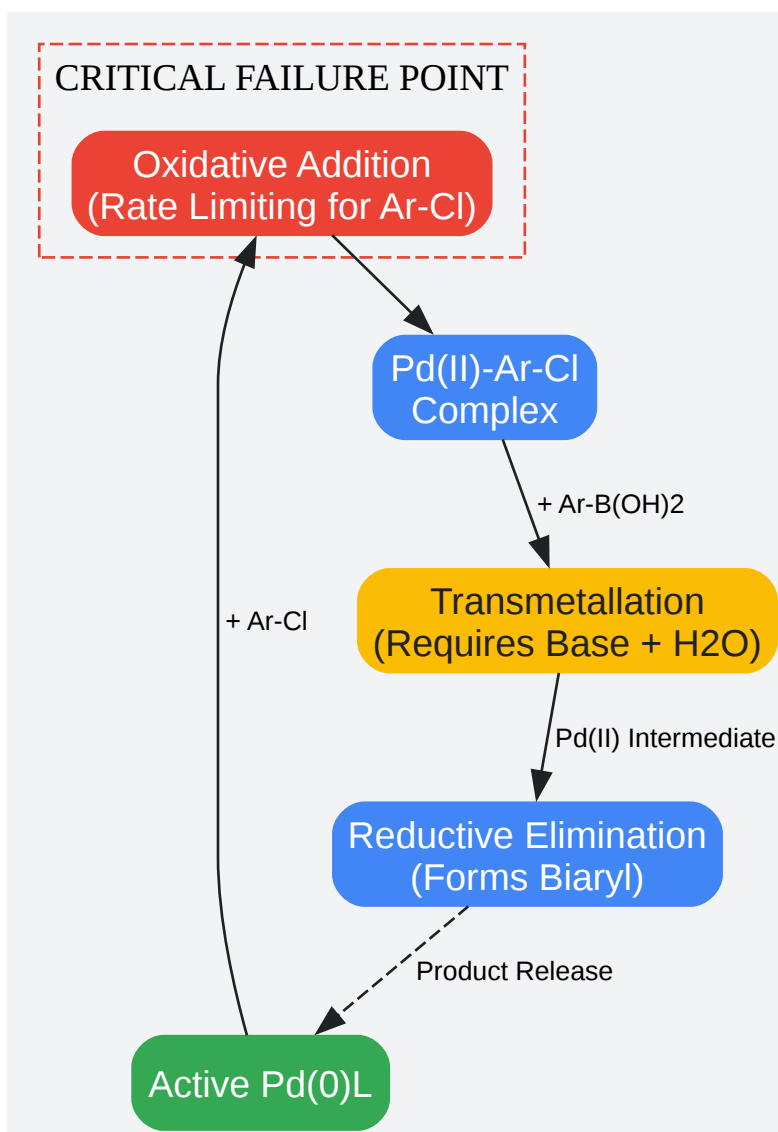 CRITICAL FAILURE POINT
Oxidative Addition
(Rate Limiting for Ar-Cl)
Pd(II)-Ar-Cl
Complex
+ Ar-B(OH)2
Transmetallation
(Requires Base + H2O)
+ Ar-Cl
Pd(II) Intermediate
Reductive Elimination
(Forms Biaryl)
Product Release
Active Pd(0)L